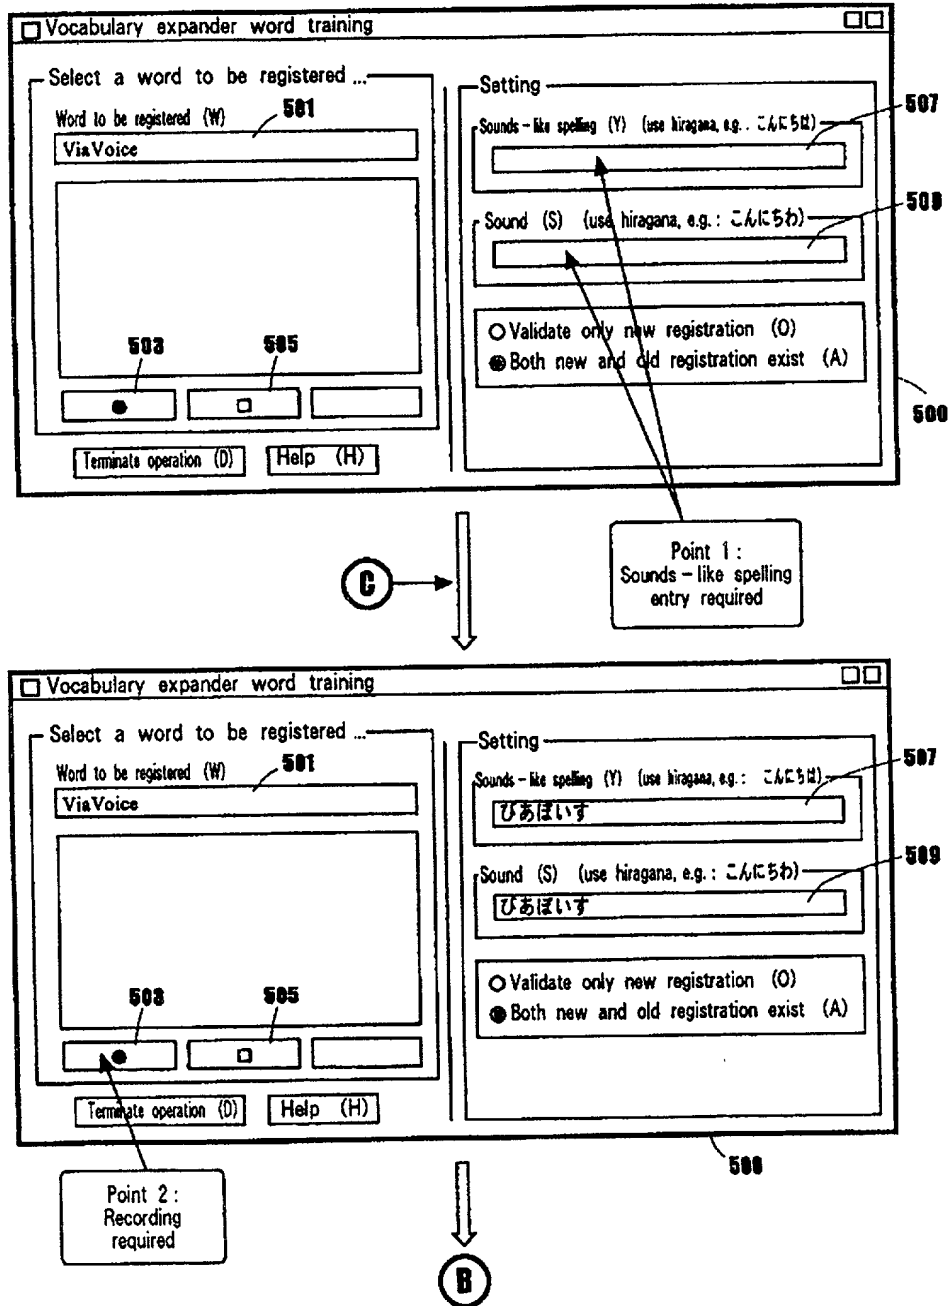 Vocabulary expander word training
Select a word to be registered ...
Word to be registered (W)
501
ViaVoice
503
505
Terminate operation (D)
Help (H)
Setting
507
Sounds-like spelling (Y) (use hiragana, e.g. : こんにちは)
509
Sound (S) (use hiragana, e.g. : こんにちわ)
Validate only new registration (O)
Both new and old registration exist (A)
500
Point 1 :
Sounds-like spelling
entry required
C
Vocabulary expander word training
Select a word to be registered ...
Word to be registered (W)
501
ViaVoice
503
505
Terminate operation (D)
Help (H)
Setting
507
Sounds-like spelling (Y) (use hiragana, e.g. : こんにちは)
びあぼいす
509
Sound (S) (use hiragana, e.g. : こんにちわ)
びあぼいす
Validate only new registration (O)
Both new and old registration exist (A)
500
Point 2 :
Recording
required
B